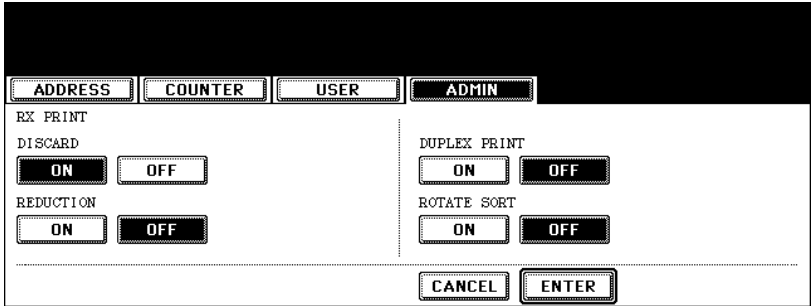 ADDRESS COUNTER USER ADMIN
RX PRINT
DISCARD
ON OFF
REDUCTION
ON OFF
DUPLEX PRINT
ON OFF
ROTATE SORT
ON OFF
CANCEL ENTER